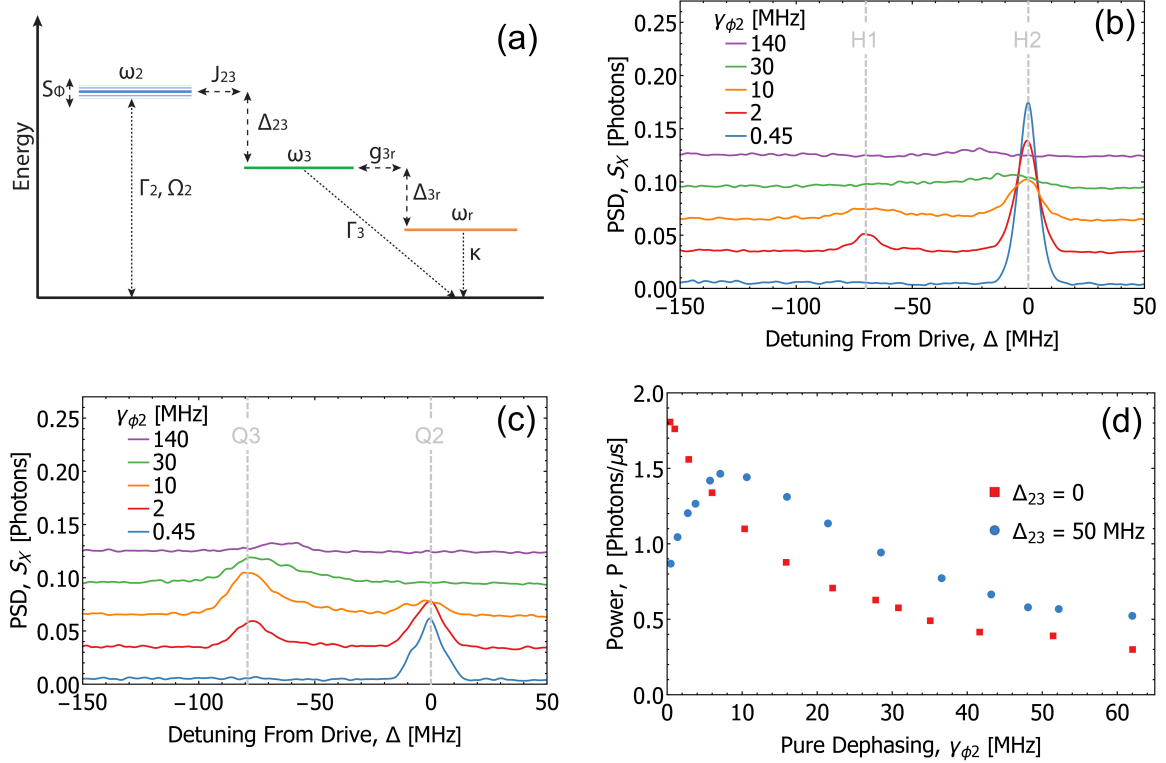 (a)
Energy
SΦ
ω2
J23
Δ23
ω3
g3r
Δ3r
ωr
Γ2, Ω2
Γ3
κ
(b)
γϕ2 [MHz]
140
30
10
2
0.45
H1
H2
PSD, SX [Photons]
0.25
0.20
0.15
0.10
0.05
0.00
−150
−100
−50
0
50
Detuning From Drive, Δ [MHz]
(c)
γϕ2 [MHz]
140
30
10
2
0.45
Q3
Q2
PSD, SX [Photons]
0.25
0.20
0.15
0.10
0.05
0.00
−150
−100
−50
0
50
Detuning From Drive, Δ [MHz]
(d)
Δ23 = 0
Δ23 = 50 MHz
Power, P [Photons/μs]
2.0
1.5
1.0
0.5
0.0
0
10
20
30
40
50
60
Pure Dephasing, γϕ2 [MHz]